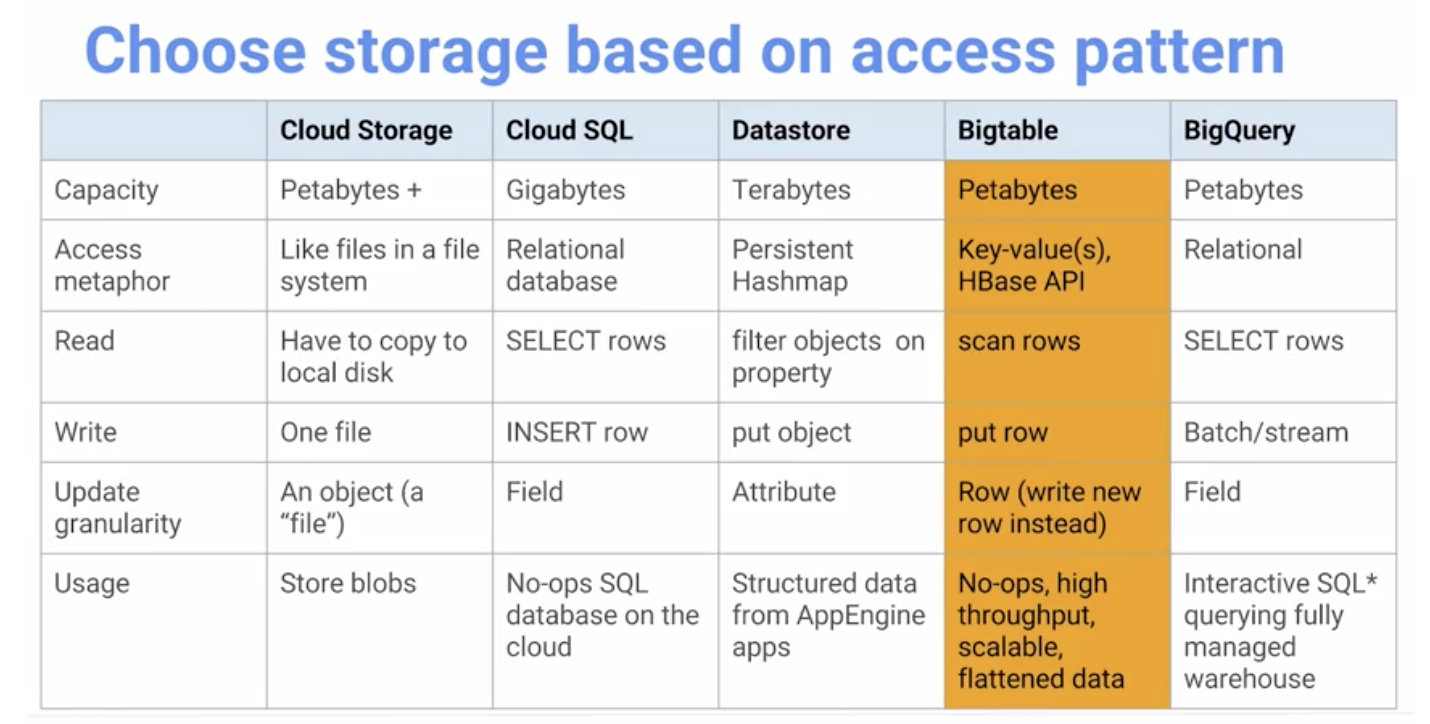 Choose storage based on access pattern
Cloud Storage Cloud SQL Datastore Bigtable BigQuery
Capacity Petabytes + Gigabytes Terabytes Petabytes Petabytes
Access metaphor Like files in a file system Relational database Persistent Hashmap Key-value(s), HBase API Relational
Read Have to copy to local disk SELECT rows filter objects on property scan rows SELECT rows
Write One file INSERT row put object put row Batch/stream
Update granularity An object (a “file”) Field Attribute Row (write new row instead) Field
Usage Store blobs No-ops SQL database on the cloud Structured data from AppEngine apps No-ops, high throughput, scalable, flattened data Interactive SQL* querying fully managed warehouse